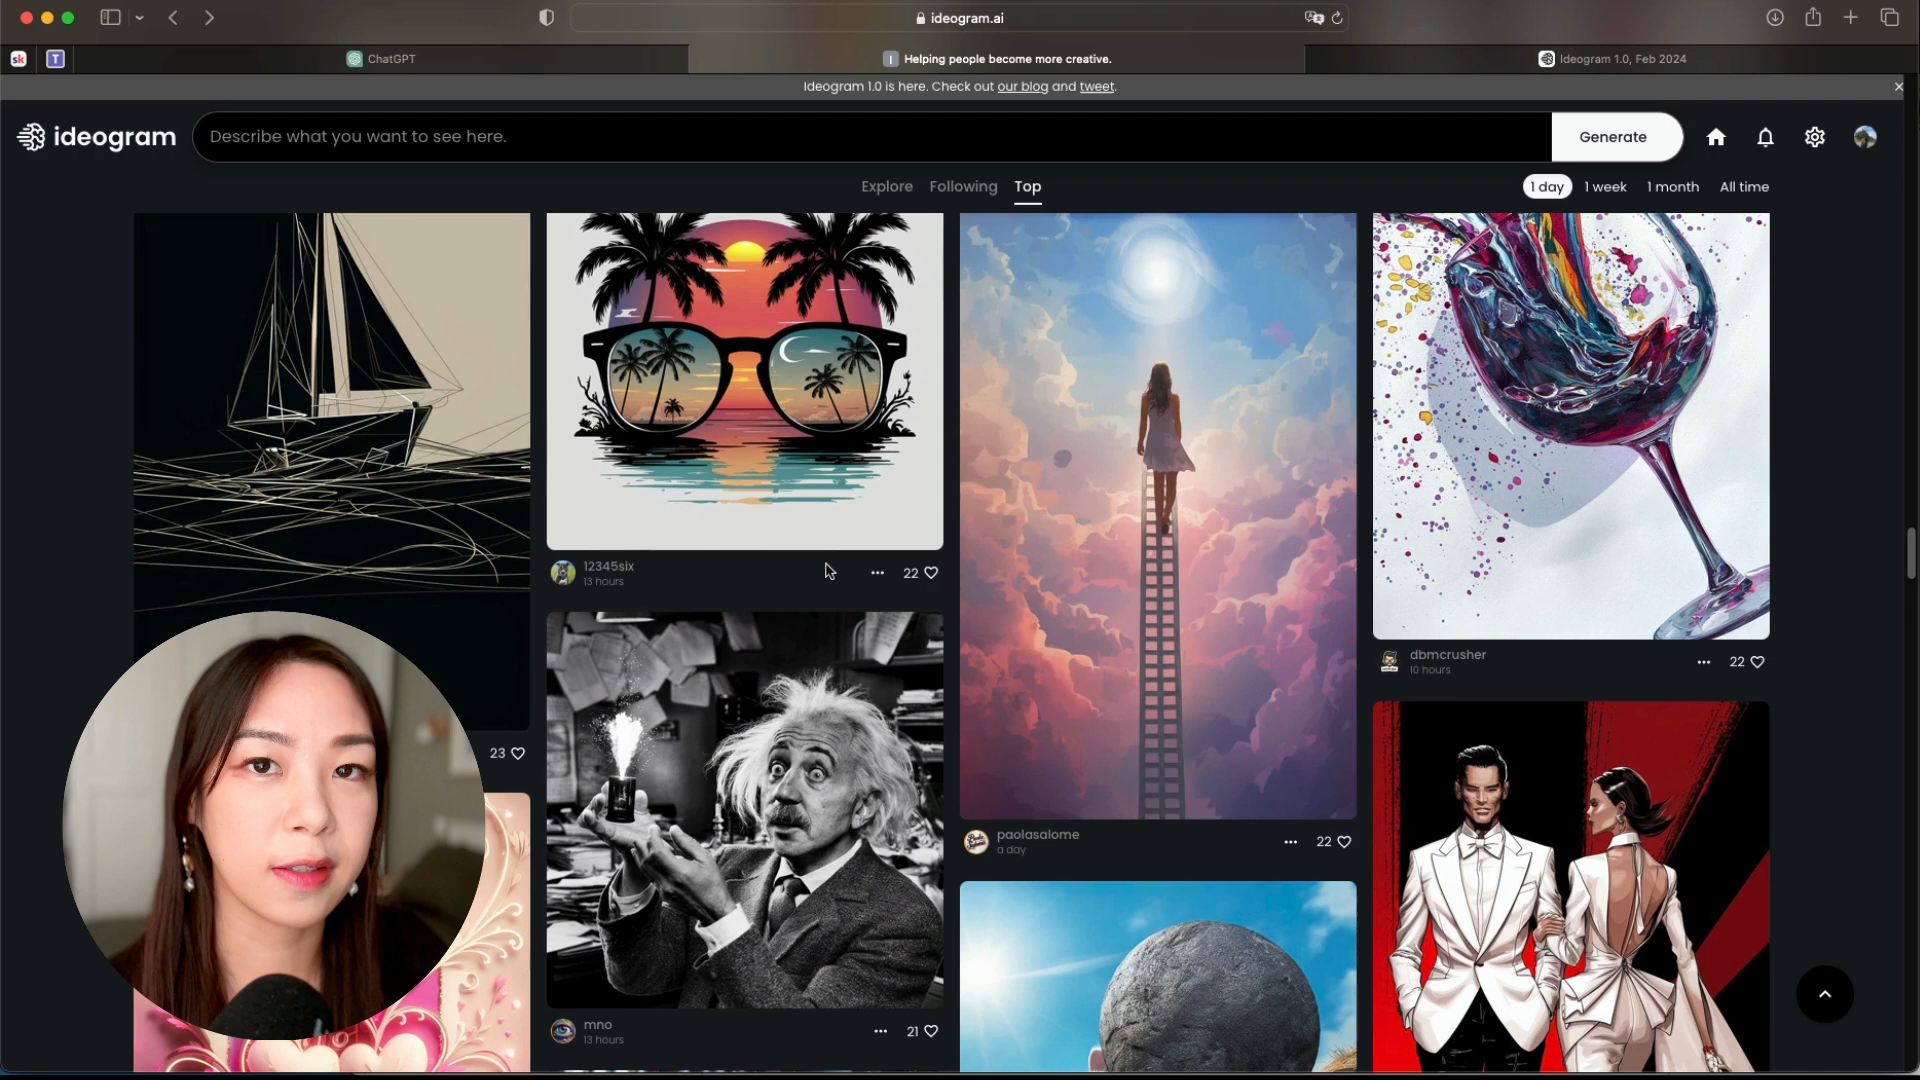 ideogram.ai
sk
T
ChatGPT
I
Helping people become more creative.
Ideogram 1.0, Feb 2024
Ideogram 1.0 is here. Check out our blog and tweet.
ideogram
Describe what you want to see here.
Generate
Explore
Following
Top
1 day
1 week
1 month
All time
12345six
13 hours
22
dbmcrusher
10 hours
22
23
paolasalome
a day
22
mno
13 hours
21